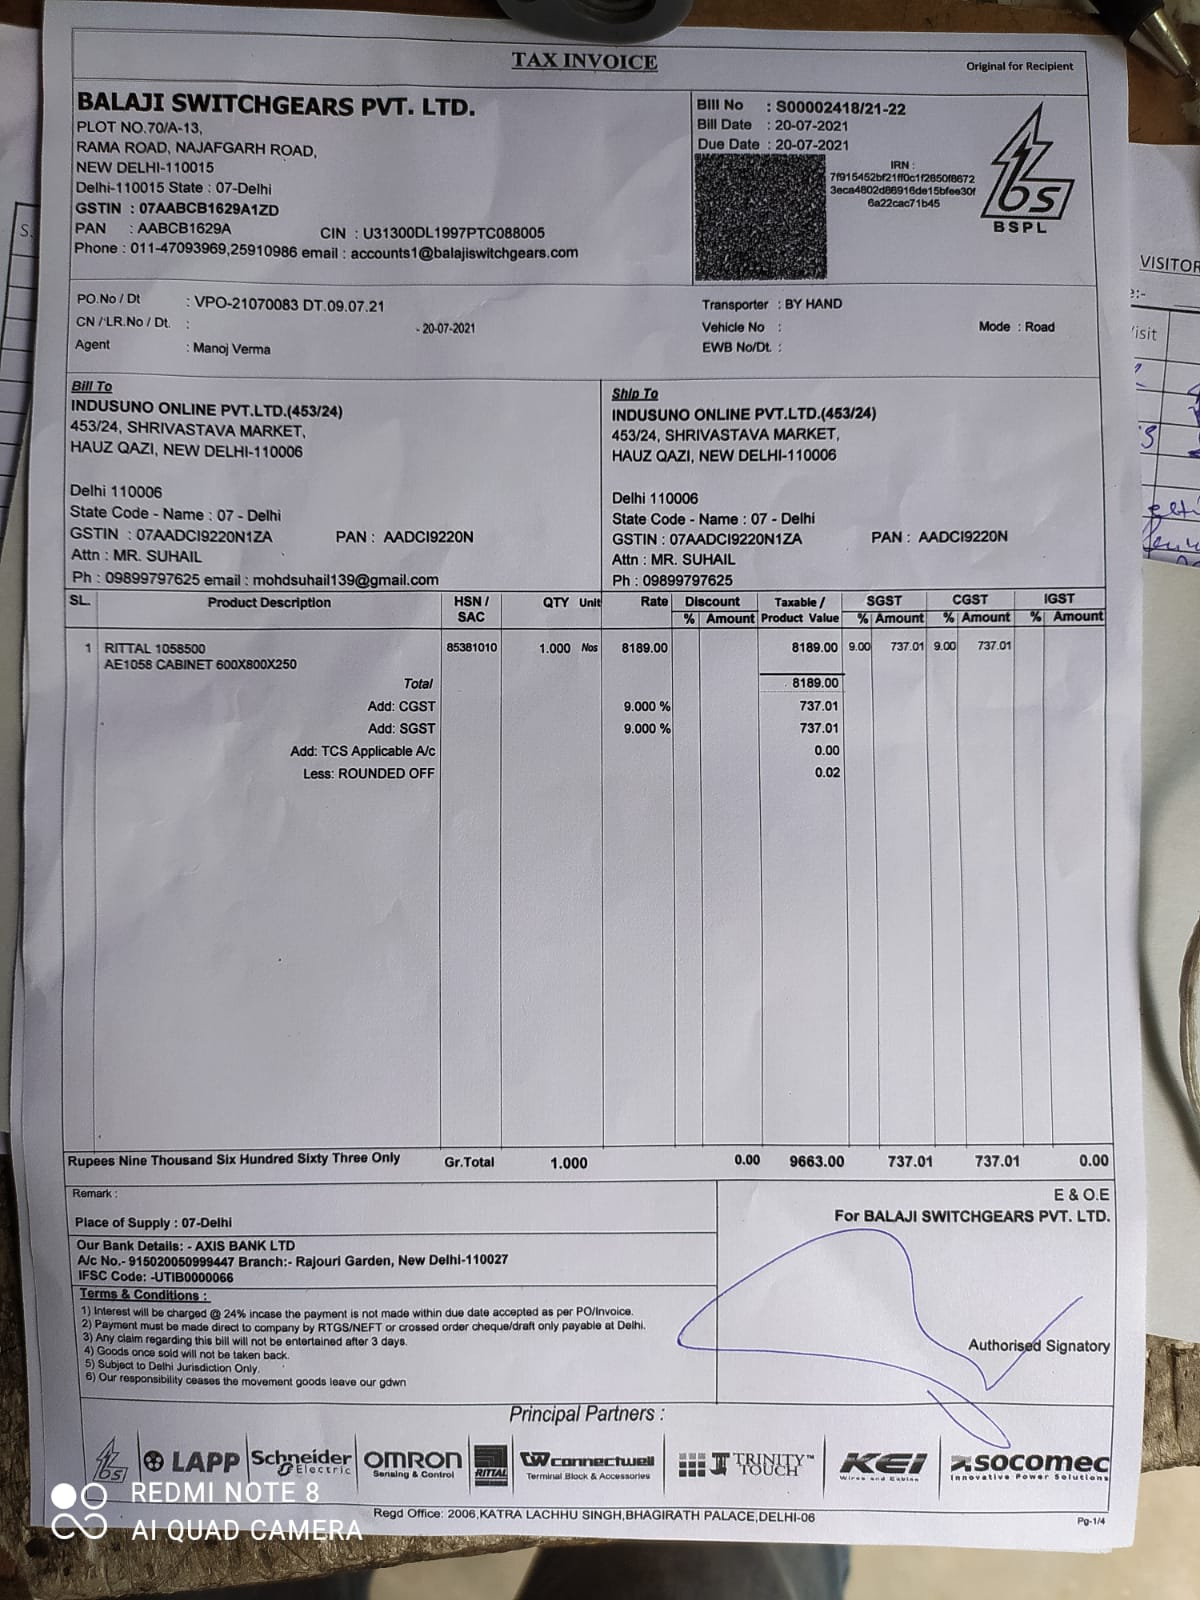 TAX INVOICE
Original for Recipient
BALAJI SWITCHGEARS PVT. LTD.
PLOT NO.70/A-13,
RAMA ROAD, NAJAFGARH ROAD,
NEW DELHI-110015
Delhi-110015 State : 07-Delhi
GSTIN : 07AABCB1629A1ZD
PAN : AABCB1629A CIN : U31300DL1997PTC088005
Phone : 011-47093969,25910986 email : accounts1@balajiswitchgears.com
Bill No : S00002418/21-22
Bill Date : 20-07-2021
Due Date : 20-07-2021
IRN :
7f915452bf21ff0c1f2850f8672
3eca4802d86916de15bfee30f
6a22cac71b45
bs
BSPL
PO.No / Dt : VPO-21070083 DT.09.07.21
CN / LR.No / Dt. : - 20-07-2021
Agent : Manoj Verma
Transporter : BY HAND
Vehicle No : Mode : Road
EWB No/Dt. :
Bill To
INDUSUNO ONLINE PVT.LTD.(453/24)
453/24, SHRIVASTAVA MARKET,
HAUZ QAZI, NEW DELHI-110006
Delhi 110006
State Code - Name : 07 - Delhi
GSTIN : 07AADCI9220N1ZA PAN : AADCI9220N
Attn : MR. SUHAIL
Ph : 09899797625 email : mohdsuhail139@gmail.com
Ship To
INDUSUNO ONLINE PVT.LTD.(453/24)
453/24, SHRIVASTAVA MARKET,
HAUZ QAZI, NEW DELHI-110006
Delhi 110006
State Code - Name : 07 - Delhi
GSTIN : 07AADCI9220N1ZA PAN : AADCI9220N
Attn : MR. SUHAIL
Ph : 09899797625
SL. Product Description HSN / SAC QTY Unit Rate Discount Taxable / Product Value SGST CGST IGST
% Amount % Amount % Amount % Amount
1 RITTAL 1058500 85381010 1.000 Nos 8189.00 8189.00 9.00 737.01 9.00 737.01
AE1058 CABINET 600X800X250
Total 8189.00
Add: CGST 9.000 % 737.01
Add: SGST 9.000 % 737.01
Add: TCS Applicable A/c 0.00
Less: ROUNDED OFF 0.02
Rupees Nine Thousand Six Hundred Sixty Three Only Gr.Total 1.000 0.00 9663.00 737.01 737.01 0.00
Remark :
Place of Supply : 07-Delhi
Our Bank Details: - AXIS BANK LTD
A/c No.- 915020050999447 Branch:- Rajouri Garden, New Delhi-110027
IFSC Code: -UTIB0000066
Terms & Conditions :
1) Interest will be charged @ 24% incase the payment is not made within due date accepted as per PO/Invoice.
2) Payment must be made direct to company by RTGS/NEFT or crossed order cheque/draft only payable at Delhi.
3) Any claim regarding this bill will not be entertained after 3 days.
4) Goods once sold will not be taken back.
5) Subject to Delhi Jurisdiction Only.
6) Our responsibility ceases the movement goods leave our gdwn
E & O.E
For BALAJI SWITCHGEARS PVT. LTD.
Authorised Signatory
Principal Partners :
bs
LAPP
Schneider Electric
OMRON
Sensing & Control
RITTAL
connectwell
Terminal Block & Accessories
TRINITY TOUCH™
KEI
Wires and Cables
socomec
Innovative Power Solutions
Regd Office: 2006,KATRA LACHHU SINGH,BHAGIRATH PALACE,DELHI-06
Pg-1/4
REDMI NOTE 8
AI QUAD CAMERA
S.
VISITOR